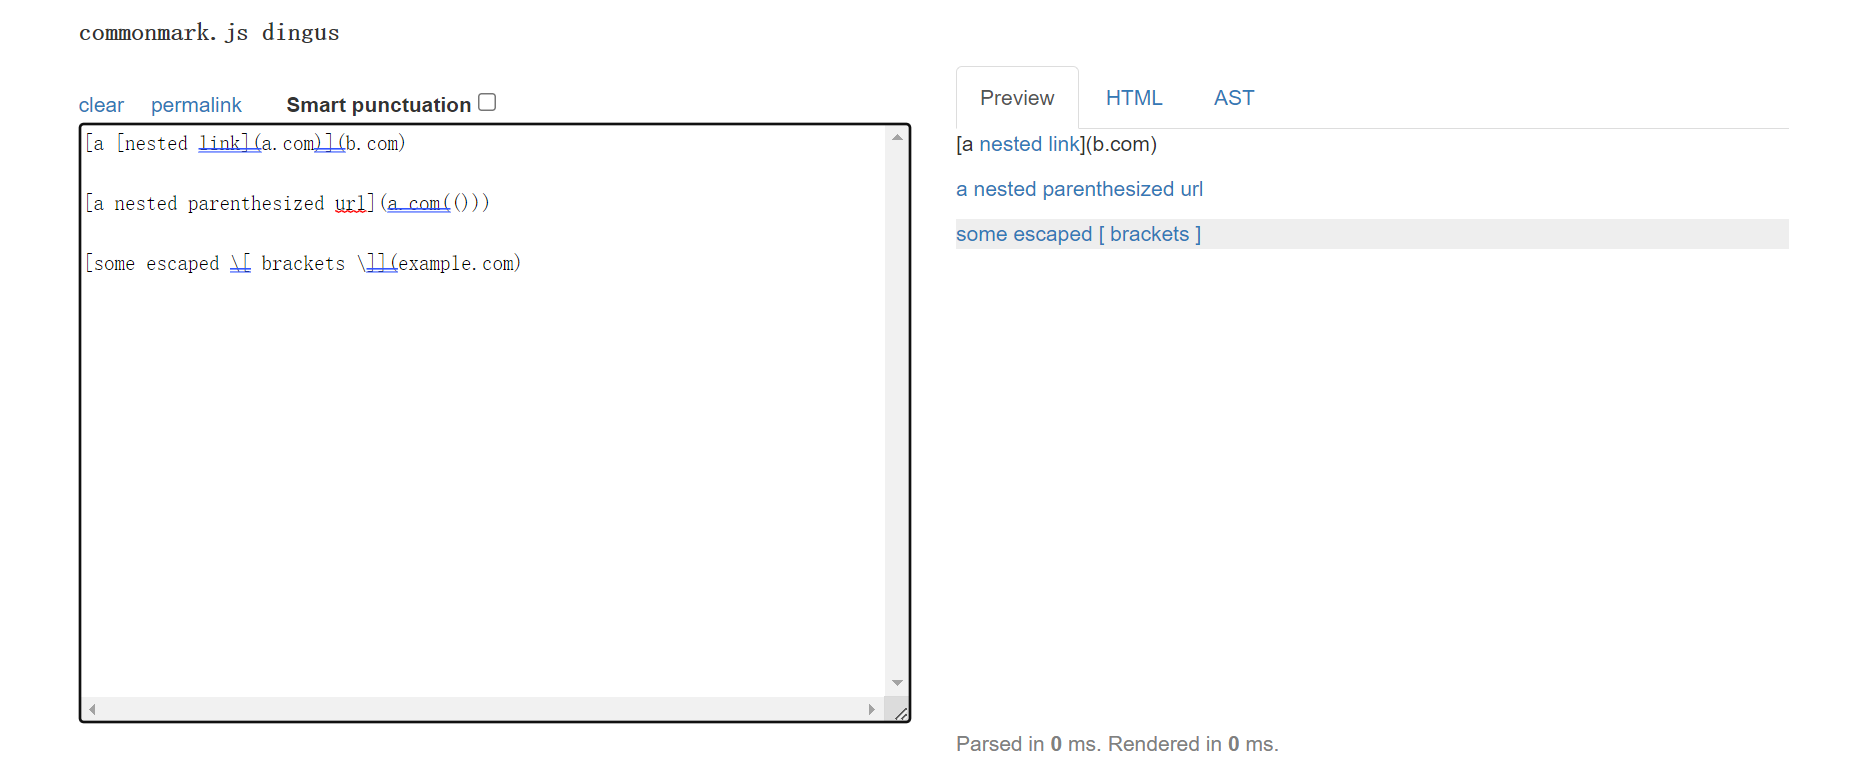 commonmark.js dingus
clear permalink Smart punctuation
[a [nested link](a.com)](b.com)
[a nested parenthesized url](a.com(()))
[some escaped \[ brackets \]](example.com)
Preview HTML AST
[a nested link](b.com)
a nested parenthesized url
some escaped [ brackets ]
Parsed in 0 ms. Rendered in 0 ms.